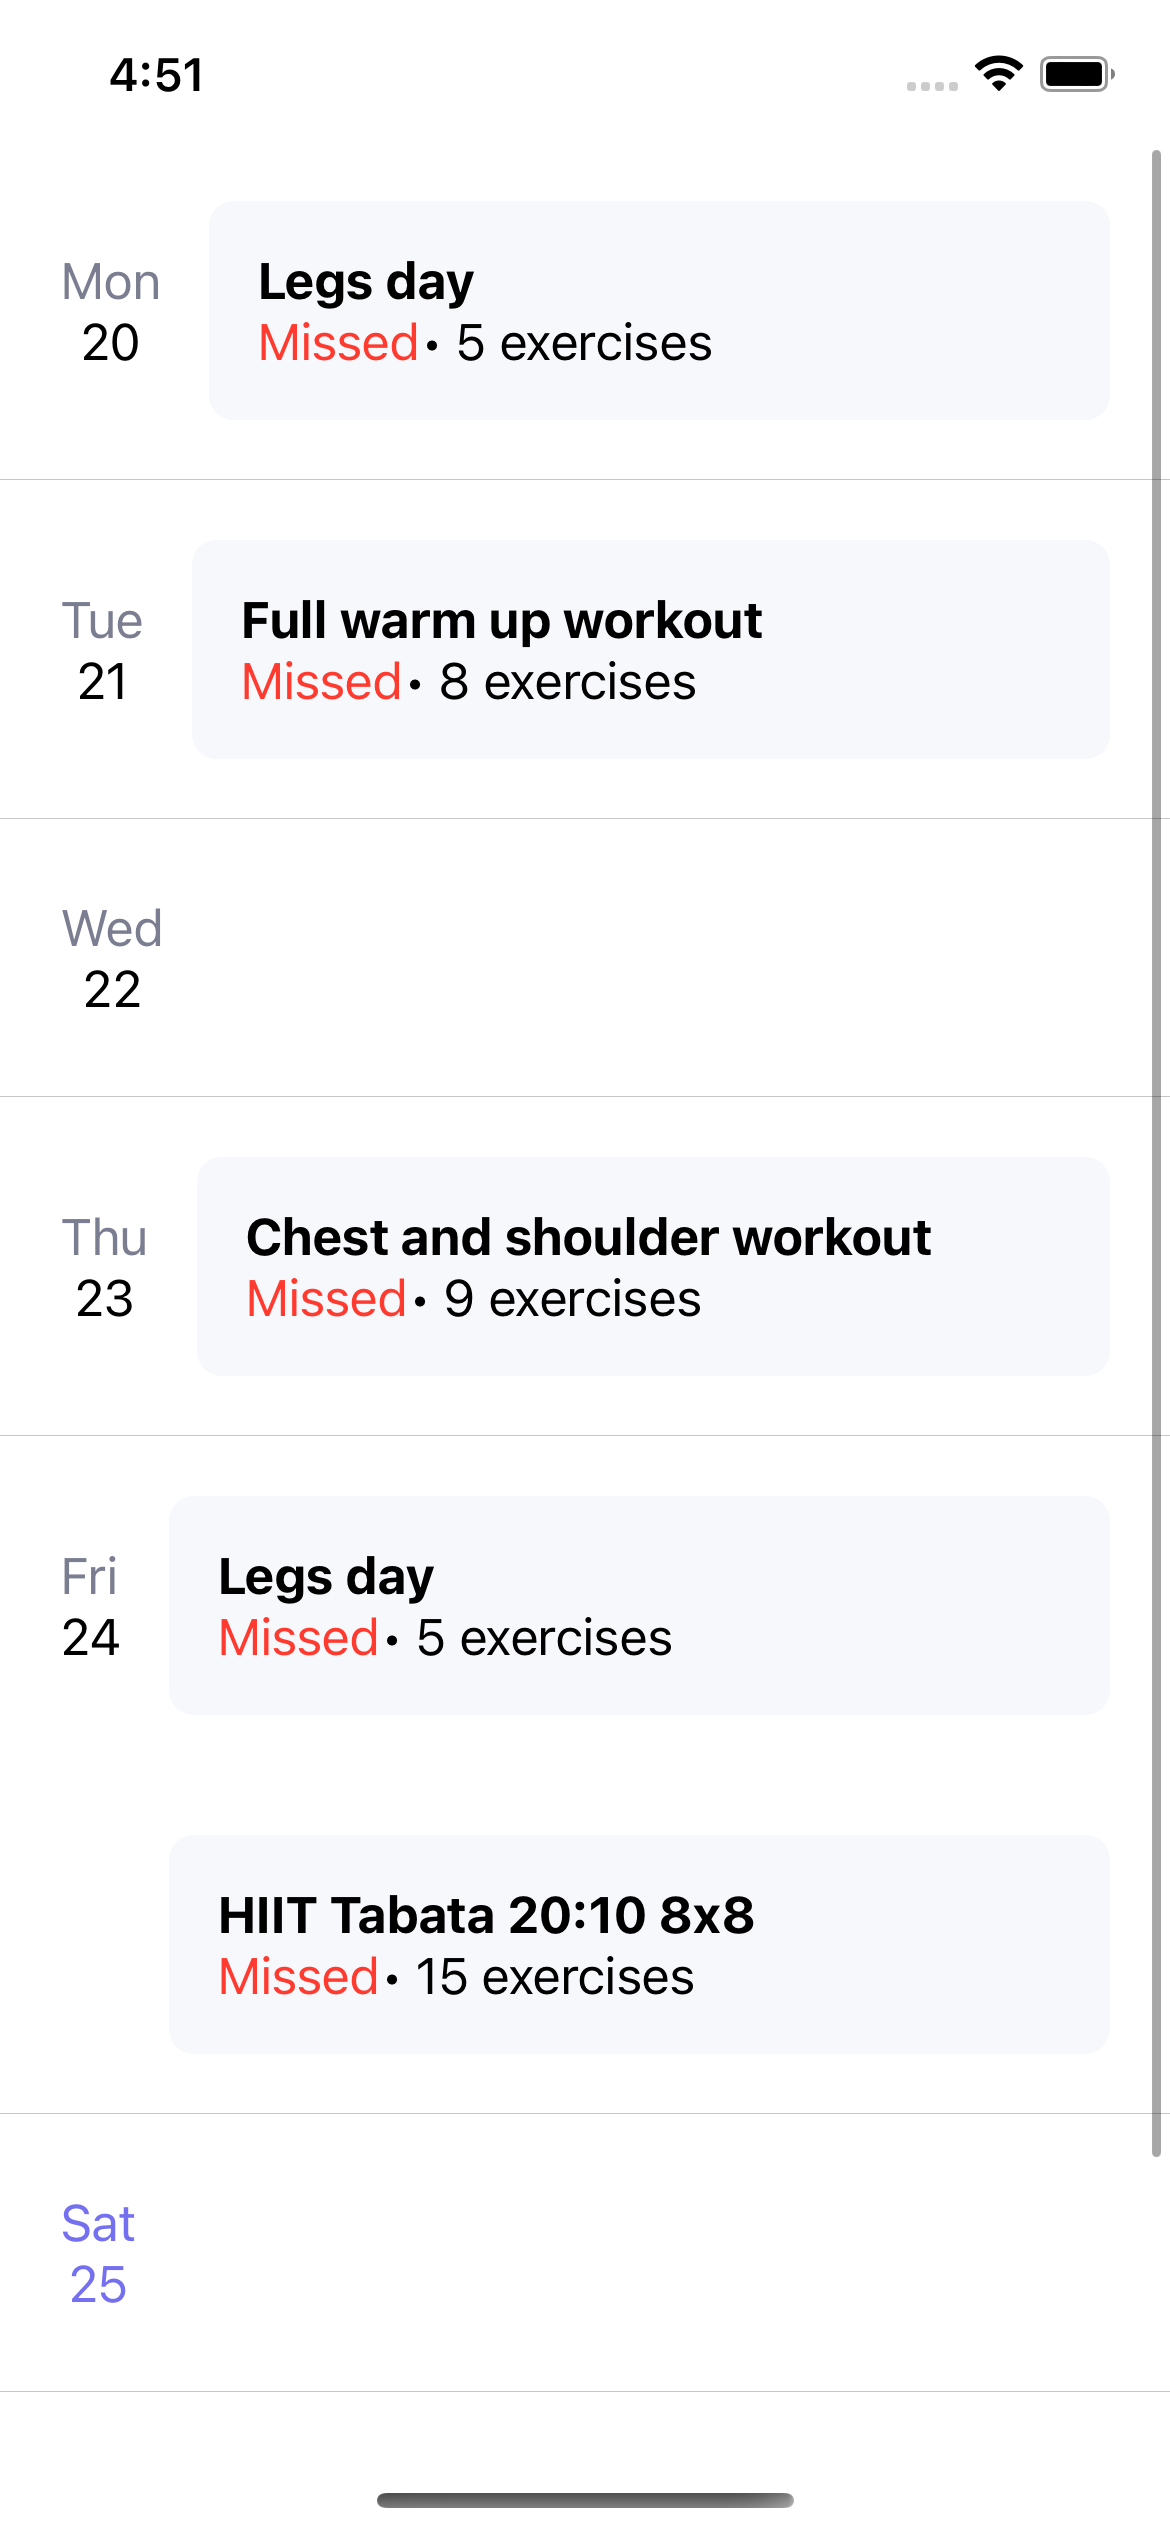 4:51
Mon
20
Legs day
Missed • 5 exercises
Tue
21
Full warm up workout
Missed • 8 exercises
Wed
22
Thu
23
Chest and shoulder workout
Missed • 9 exercises
Fri
24
Legs day
Missed • 5 exercises
HIIT Tabata 20:10 8x8
Missed • 15 exercises
Sat
25